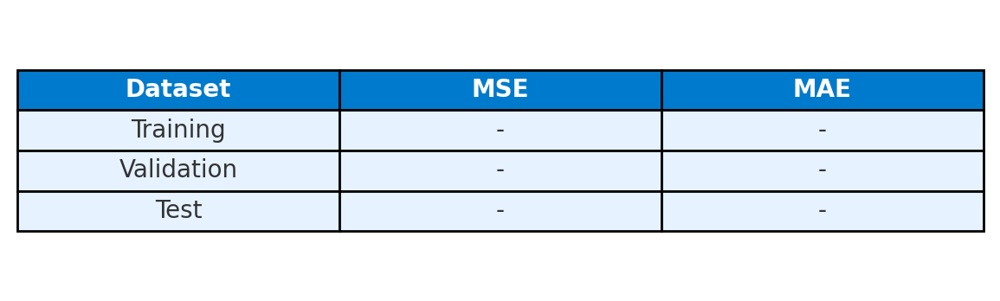 Dataset MSE MAE
Training - -
Validation - -
Test - -